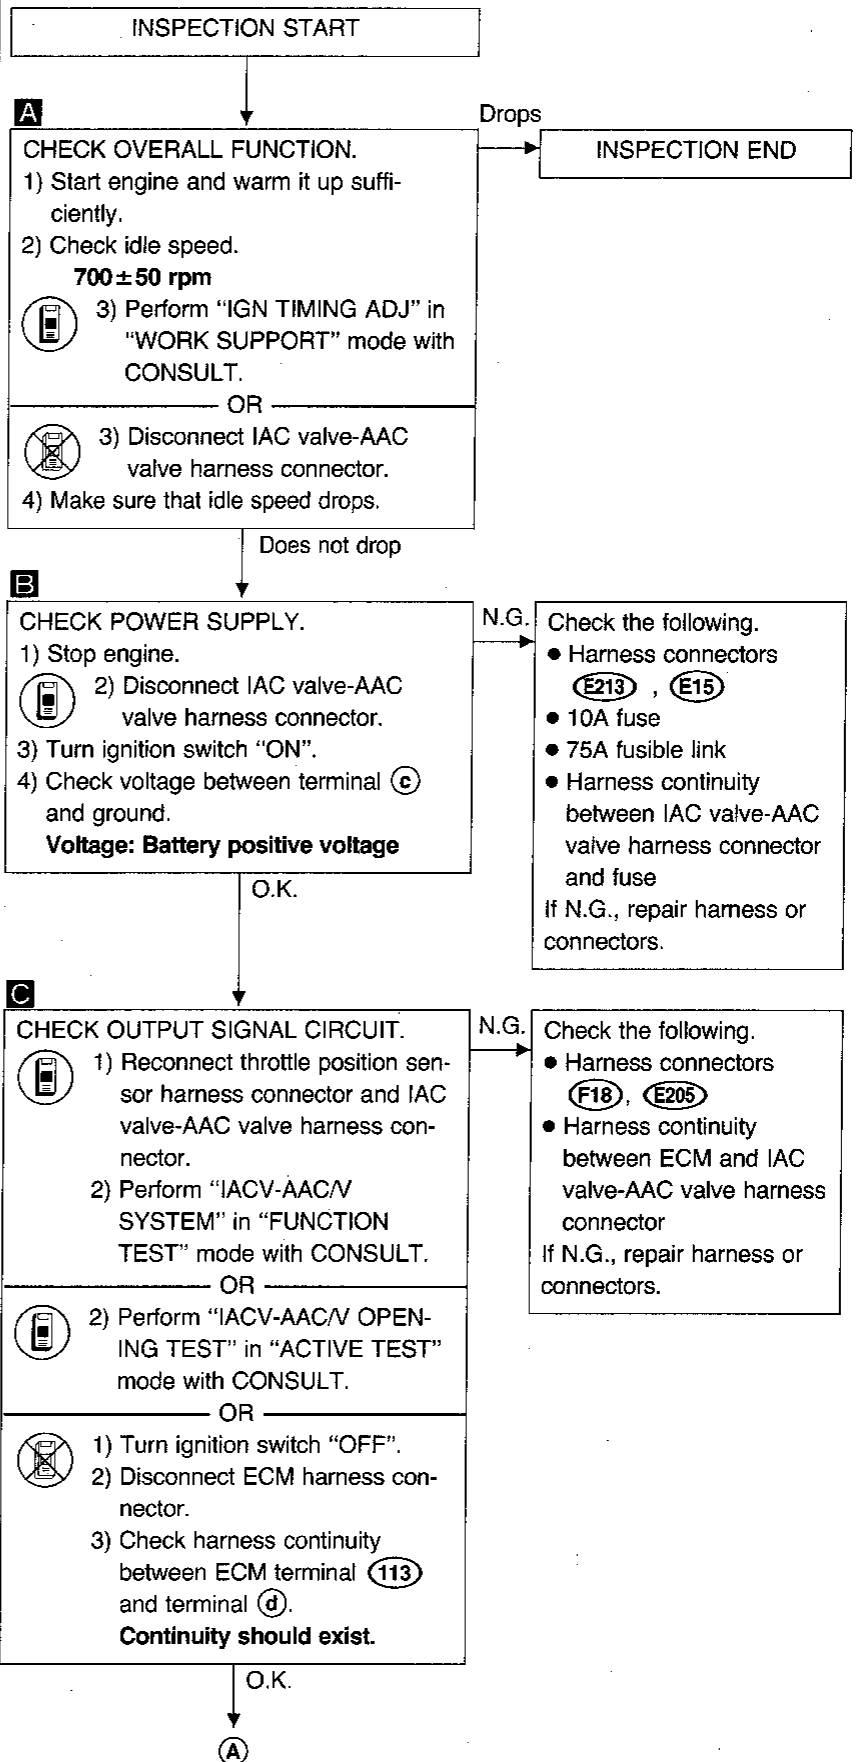 INSPECTION START
A
CHECK OVERALL FUNCTION.
1) Start engine and warm it up suffi-
ciently.
2) Check idle speed.
700±50 rpm
3) Perform “IGN TIMING ADJ” in
“WORK SUPPORT” mode with
CONSULT.
OR
3) Disconnect IAC valve-AAC
valve harness connector.
4) Make sure that idle speed drops.
Drops
INSPECTION END
Does not drop
B
CHECK POWER SUPPLY.
1) Stop engine.
2) Disconnect IAC valve-AAC
valve harness connector.
3) Turn ignition switch “ON”.
4) Check voltage between terminal c
and ground.
Voltage: Battery positive voltage
N.G.
Check the following.
● Harness connectors
E213 , E15
● 10A fuse
● 75A fusible link
● Harness continuity
between IAC valve-AAC
valve harness connector
and fuse
If N.G., repair harness or
connectors.
O.K.
C
CHECK OUTPUT SIGNAL CIRCUIT.
1) Reconnect throttle position sen-
sor harness connector and IAC
valve-AAC valve harness con-
nector.
2) Perform “IACV-AAC/V
SYSTEM” in “FUNCTION
TEST” mode with CONSULT.
OR
2) Perform “IACV-AAC/V OPEN-
ING TEST” in “ACTIVE TEST”
mode with CONSULT.
OR
1) Turn ignition switch “OFF”.
2) Disconnect ECM harness con-
nector.
3) Check harness continuity
between ECM terminal 113
and terminal d.
Continuity should exist.
N.G.
Check the following.
● Harness connectors
F18, E205
● Harness continuity
between ECM and IAC
valve-AAC valve harness
connector
If N.G., repair harness or
connectors.
O.K.
A